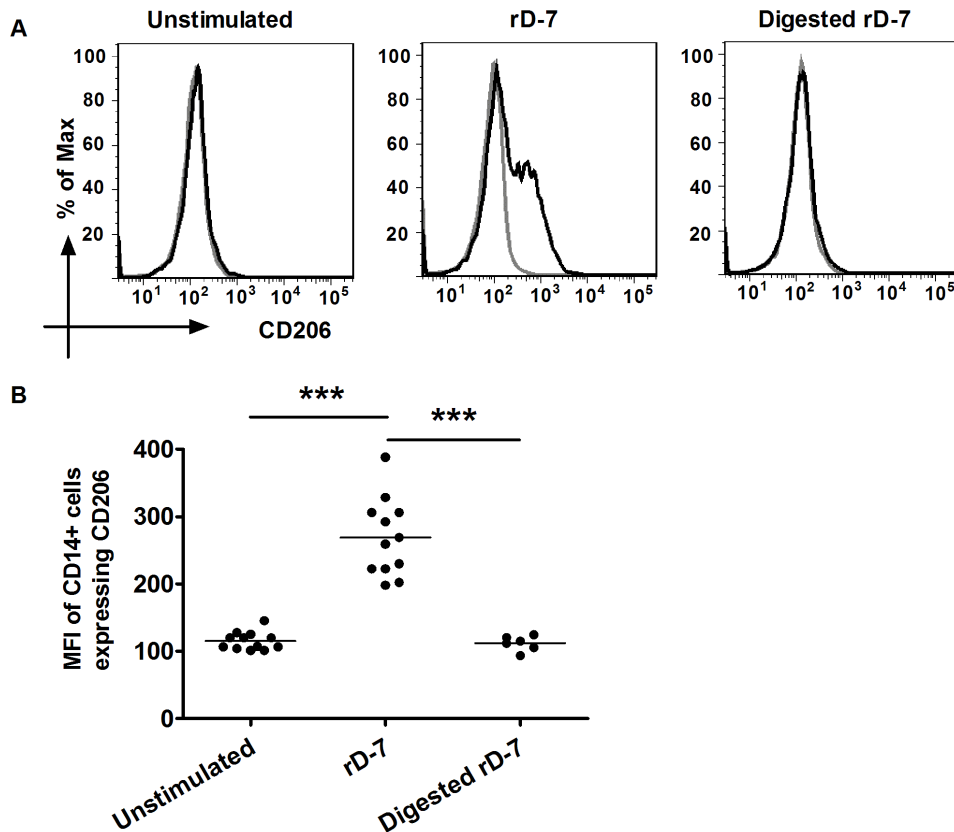 A
Unstimulated
rD-7
Digested rD-7
% of Max
100
80
60
40
20
10¹ 10² 10³ 10⁴ 10⁵
100
80
60
40
20
10¹ 10² 10³ 10⁴ 10⁵
100
80
60
40
20
10¹ 10² 10³ 10⁴ 10⁵
CD206
B
***
***
MFI of CD14+ cells
expressing CD206
400
300
200
100
0
Unstimulated
rD-7
Digested rD-7